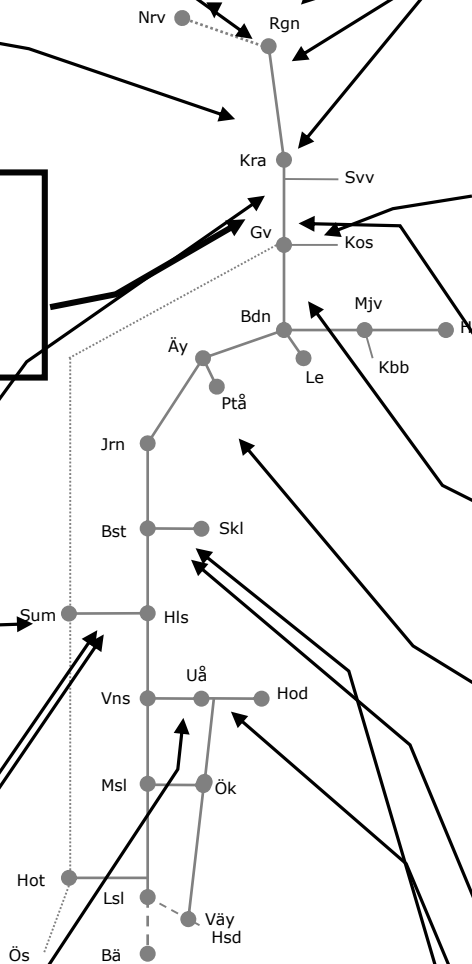 Nrv
Rgn
Kra
Svv
Gv
Kos
Bdn
Mjv
H
Äy
Le
Kbb
Ptå
Jrn
Bst
Skl
Sum
Hls
Uå
Vns
Hod
Msl
Ök
Hot
Lsl
Väy
Hsd
Ös
Bä